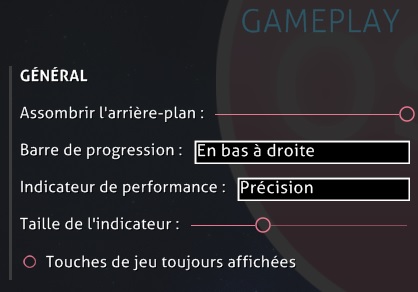 GAMEPLAY
GÉNÉRAL
Assombrir l'arrière-plan :
Barre de progression : En bas à droite
Indicateur de performance : Précision
Taille de l'indicateur :
Touches de jeu toujours affichées